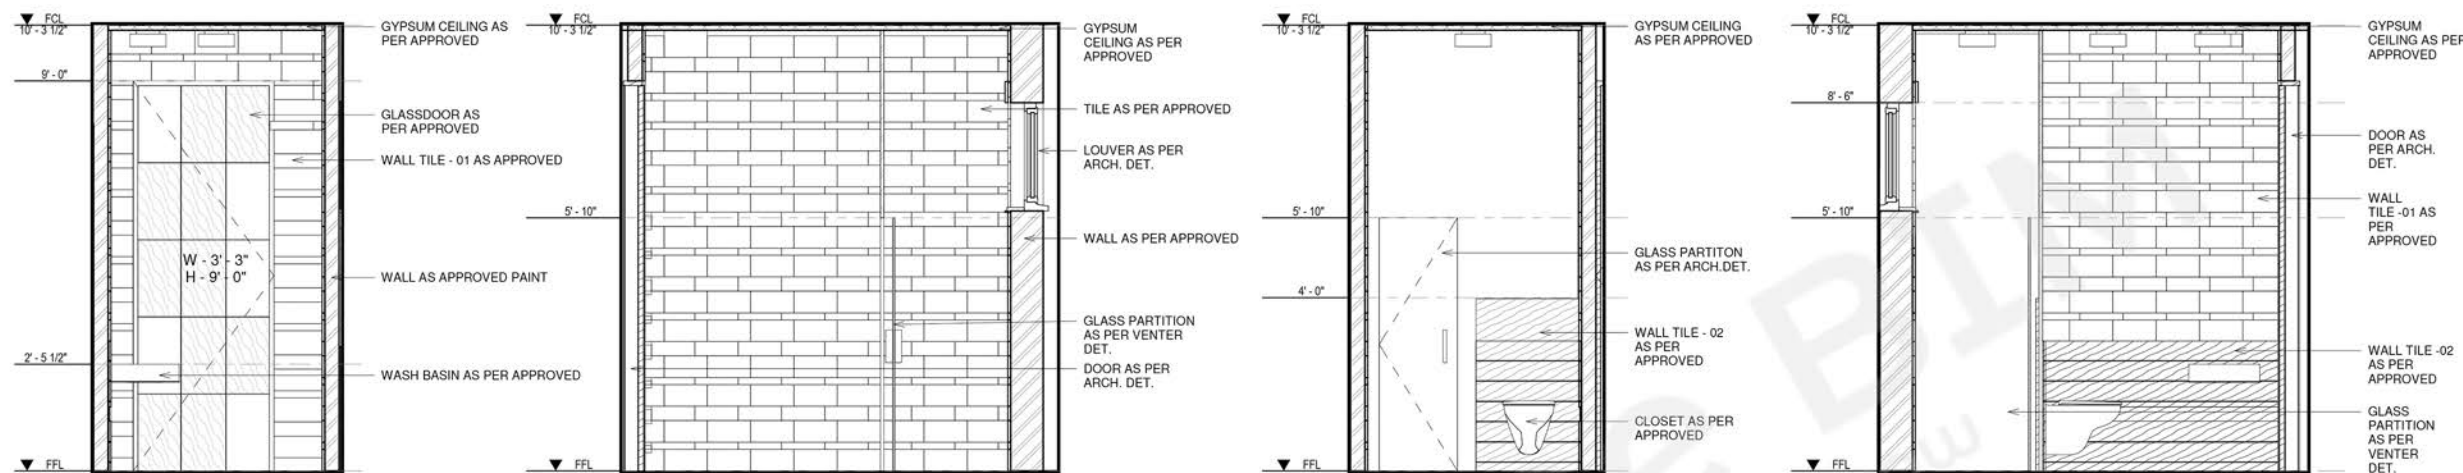 FCL
10' - 3 1/2"
9' - 0"
2' - 5 1/2"
FFL
W - 3' - 3"
H - 9' - 0"
GYPSUM CEILING AS
PER APPROVED
GLASSDOOR AS
PER APPROVED
WALL TILE - 01 AS APPROVED
WALL AS APPROVED PAINT
WASH BASIN AS PER APPROVED
FCL
10' - 3 1/2"
5' - 10"
FFL
GYPSUM
CEILING AS PER
APPROVED
TILE AS PER APPROVED
LOUVER AS PER
ARCH. DET.
WALL AS PER APPROVED
GLASS PARTITION
AS PER VENTER
DET.
DOOR AS PER
ARCH. DET.
FCL
10' - 3 1/2"
5' - 10"
4' - 0"
FFL
GYPSUM CEILING
AS PER APPROVED
GLASS PARTITON
AS PER ARCH.DET.
WALL TILE - 02
AS PER
APPROVED
CLOSET AS PER
APPROVED
FCL
10' - 3 1/2"
8' - 6"
5' - 10"
FFL
GYPSUM
CEILING AS PER
APPROVED
DOOR AS
PER ARCH.
DET.
WALL
TILE -01 AS
PER
APPROVED
WALL TILE -02
AS PER
APPROVED
GLASS
PARTITION
AS PER
VENTER
DET.
BIM